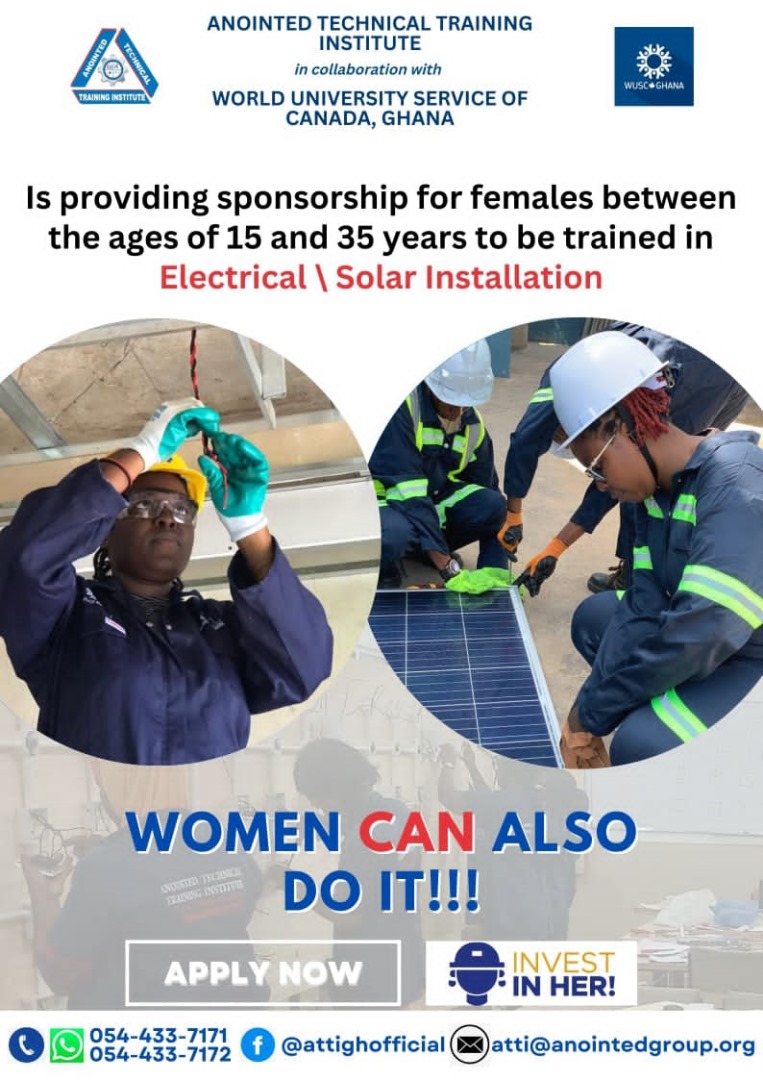 ANOINTED TECHNICAL TRAINING
INSTITUTE
in collaboration with
WORLD UNIVERSITY SERVICE OF
CANADA, GHANA
ANOINTED
TECHNICAL
TRAINING INSTITUTE
WUSC GHANA
Is providing sponsorship for females between
the ages of 15 and 35 years to be trained in
Electrical \ Solar Installation
WOMEN CAN ALSO
DO IT!!!
ANOINTED TECHNICAL
TRAINING INSTITUTE
APPLY NOW
INVEST
IN HER!
054-433-7171
054-433-7172
@attighofficial
atti@anointedgroup.org